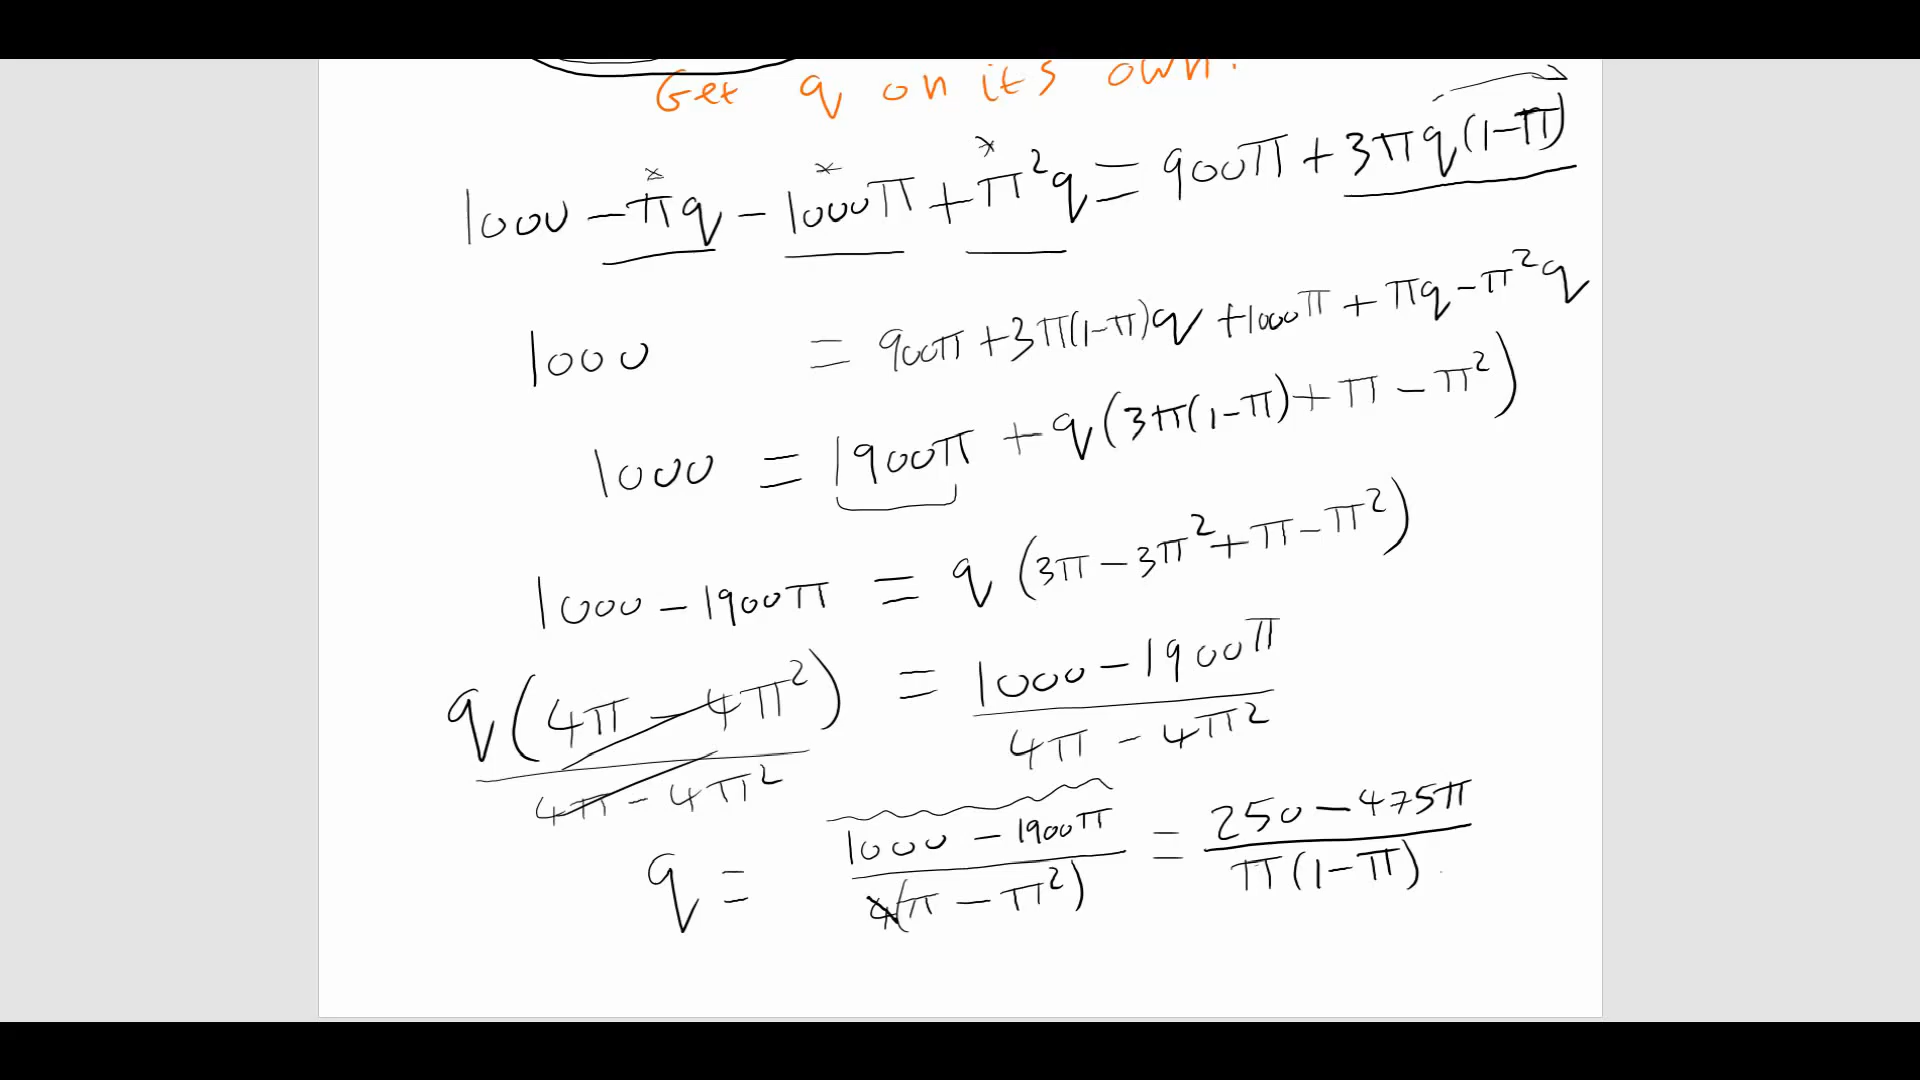 Get q on it's own.
1000 - πq - 1000π + π²q = 900π + 3πq(1-π)
1000 = 900π + 3π(1-π)q + 1000π + πq - π²q
1000 = 1900π + q(3π(1-π) + π - π²)
1000 - 1900π = q(3π - 3π² + π - π²)
q(4π - 4π²)/4π - 4π² = 1000 - 1900π/4π - 4π²
q = 1000 - 1900π/4(π - π²) = 250 - 475π/π(1-π)